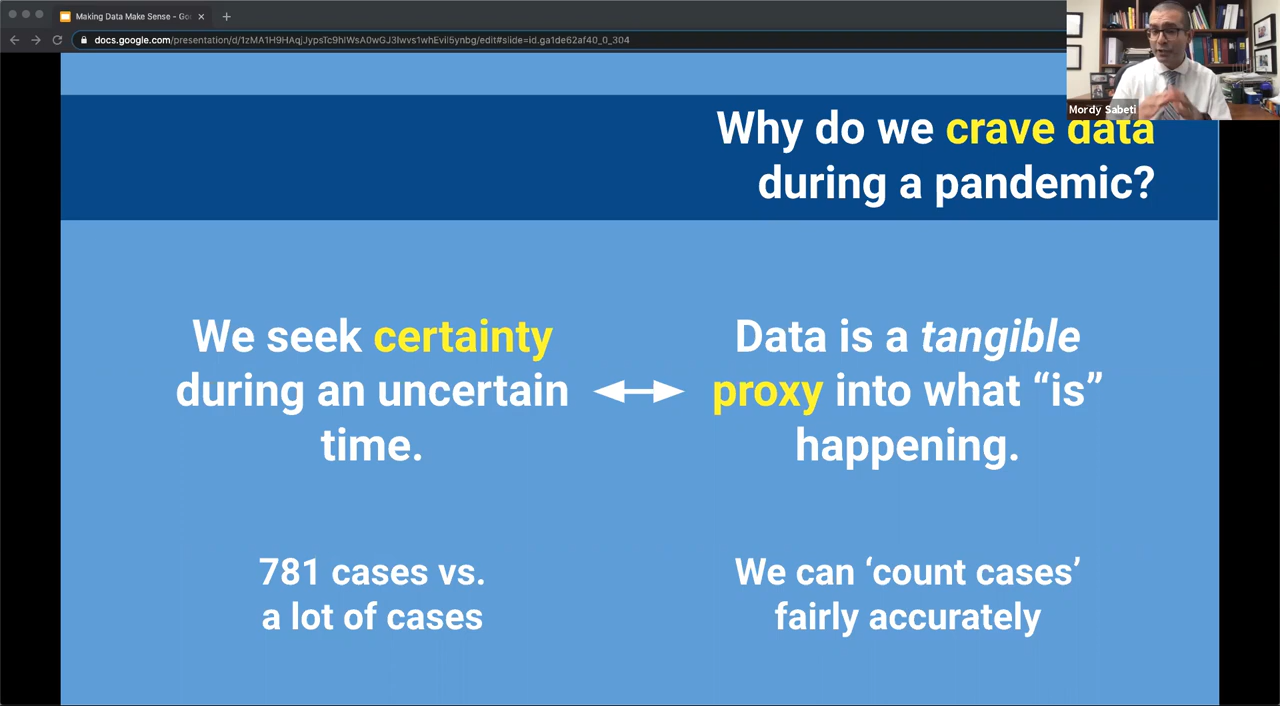 Making Data Make Sense - Goo
docs.google.com/presentation/d/1zMA1H9HAqjJypsTc9hIWsA0wGJ3Iwvs1whEvil5ynbg/edit#slide=id.ga1de62af40_0_304
Mordy Sabeti
Why do we crave data
during a pandemic?
We seek certainty
during an uncertain
time.
Data is a tangible
proxy into what “is”
happening.
781 cases vs.
a lot of cases
We can ‘count cases’
fairly accurately